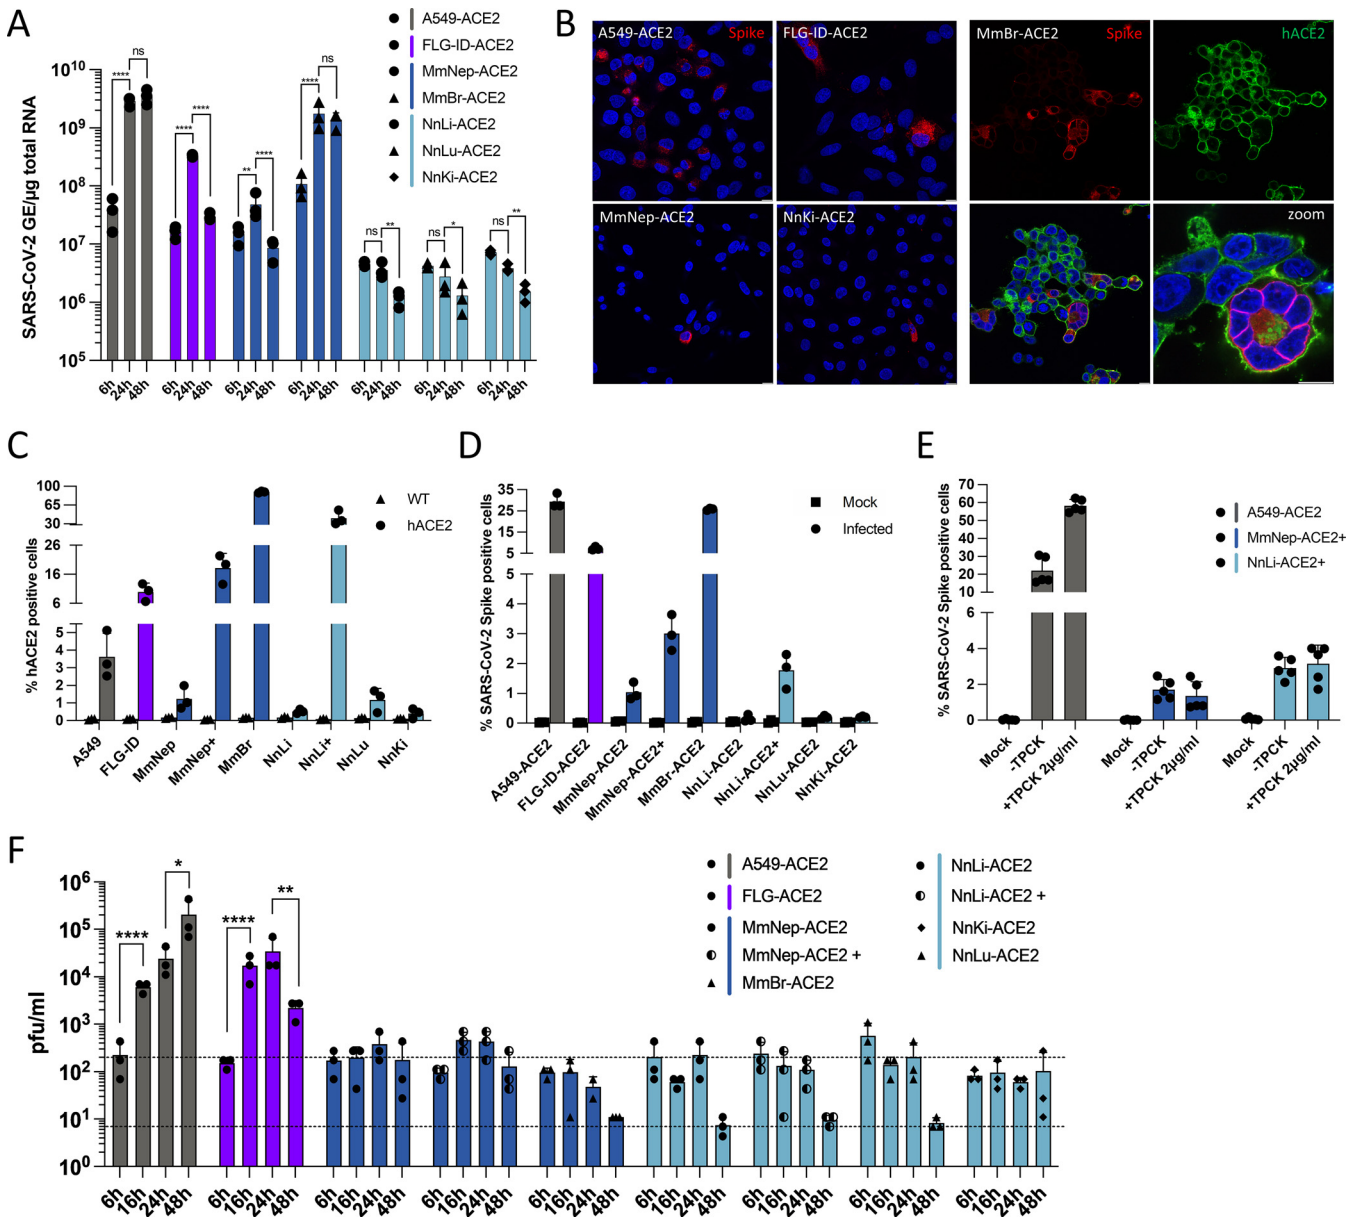 A
A549-ACE2
FLG-ID-ACE2
MmNep-ACE2
MmBr-ACE2
NnLi-ACE2
NnLu-ACE2
NnKi-ACE2
SARS-CoV-2 GE/µg total RNA
10^10
10^9
10^8
10^7
10^6
10^5
**** ns
**** ****
** ****
**** ns
ns **
ns *
ns **
6h 24h 48h 6h 24h 48h 6h 24h 48h 6h 24h 48h 6h 24h 48h 6h 24h 48h 6h 24h 48h
B
A549-ACE2 Spike
FLG-ID-ACE2
MmBr-ACE2 Spike
hACE2
MmNep-ACE2
NnKi-ACE2
zoom
C
% hACE2 positive cells
100
65
30
26
16
6
5
4
3
2
1
0
WT
hACE2
A549 FLG-ID MmNep MmNep+ MmBr NnLi NnLi+ NnLu NnKi
D
% SARS-CoV-2 Spike positive cells
35
25
15
5
5
4
3
2
1
0
Mock
Infected
A549-ACE2 FLG-ID-ACE2 MmNep-ACE2 MmNep-ACE2+ MmBr-ACE2 NnLi-ACE2 NnLi-ACE2+ NnLu-ACE2 NnKi-ACE2
E
% SARS-CoV-2 Spike positive cells
70
60
50
40
30
20
10
6
4
2
0
A549-ACE2
MmNep-ACE2+
NnLi-ACE2+
Mock -TPCK +TPCK 2µg/ml Mock -TPCK +TPCK 2µg/ml Mock -TPCK +TPCK 2µg/ml
F
pfu/ml
10^6
10^5
10^4
10^3
10^2
10^1
10^0
**** *
**** **
A549-ACE2
FLG-ACE2
MmNep-ACE2
MmNep-ACE2 +
MmBr-ACE2
NnLi-ACE2
NnLi-ACE2 +
NnKi-ACE2
NnLu-ACE2
6h 16h 24h 48h 6h 16h 24h 48h 6h 16h 24h 48h 6h 16h 24h 48h 6h 16h 24h 48h 6h 16h 24h 48h 6h 16h 24h 48h 6h 16h 24h 48h 6h 16h 24h 48h